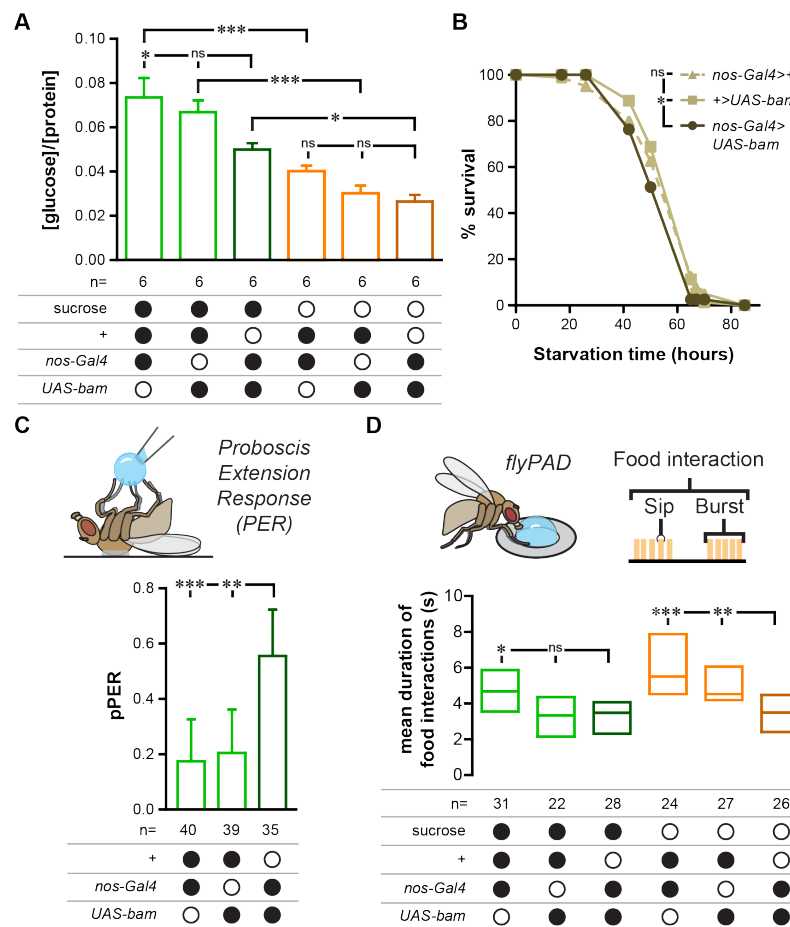 A
***
* ns
***
*
ns ns
[glucose]/[protein]
0.10
0.08
0.06
0.04
0.02
0.00
n= 6 6 6 6 6 6
sucrose
+
nos-Gal4
UAS-bam
B
% survival
100
80
60
40
20
0
0 20 40 60 80
Starvation time (hours)
ns
*
nos-Gal4>+
+>UAS-bam
nos-Gal4>
UAS-bam
C
Proboscis
Extension
Response
(PER)
*** **
pPER
0.8
0.6
0.4
0.2
0.0
n= 40 39 35
+
nos-Gal4
UAS-bam
D
flyPAD
Food interaction
Sip Burst
mean duration of
food interactions (s)
10
8
6
4
2
0
* ns
*** **
n= 31 22 28 24 27 26
sucrose
+
nos-Gal4
UAS-bam